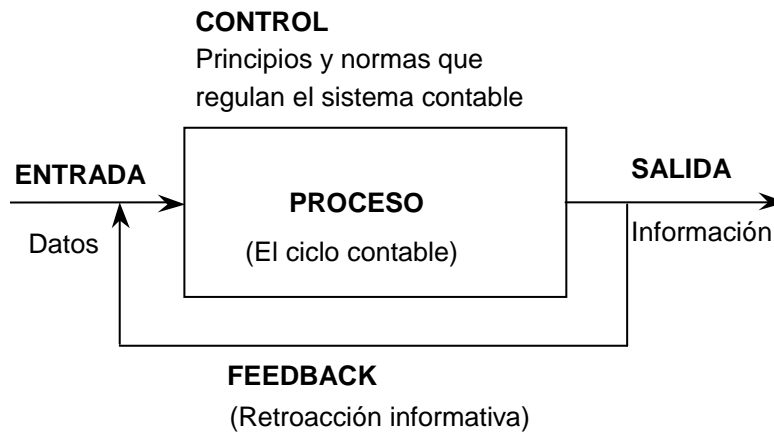 CONTROL
Principios y normas que
regulan el sistema contable
ENTRADA
Datos
PROCESO
(El ciclo contable)
SALIDA
Información
FEEDBACK
(Retroacción informativa)